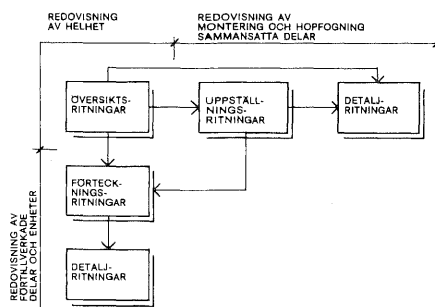 REDOVISNING
AV HELHET
REDOVISNING AV
MONTERING OCH HOPFOGNING
SAMMANSATTA DELAR
ÖVERSIKTS-
RITNINGAR
UPPSTÄLL-
NINGS-
RITNINGAR
DETALJ-
RITNINGAR
FÖRTECK-
NINGS-
RITNINGAR
DETALJ-
RITNINGAR
REDOVISNING AV
FÖRTILLVERKADE
DELAR OCH ENHETER